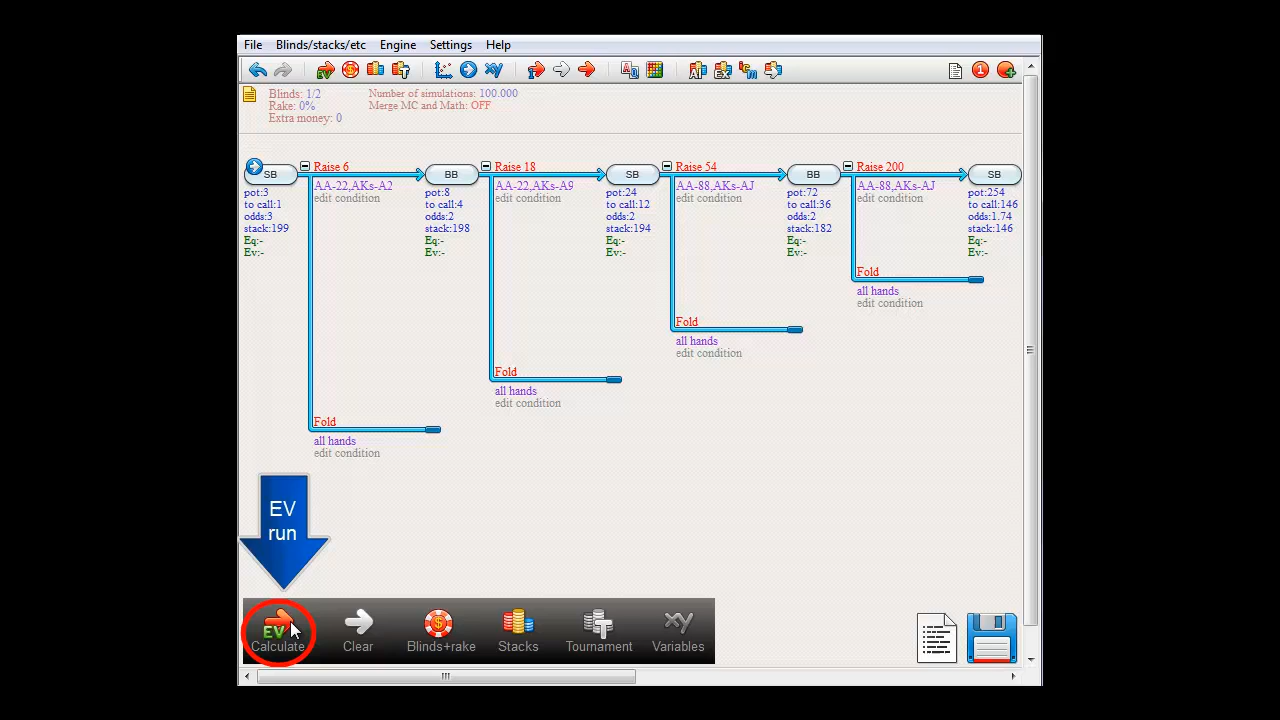 File Blinds/stacks/etc Engine Settings Help
Blinds: 1/2
Rake: 0%
Extra money: 0
Number of simulations: 100.000
Merge MC and Math: OFF
SB
Raise 6
AA-22,AKs-A2
edit condition
pot:3
to call:1
odds:3
stack:199
Eq:-
Ev:-
Fold
all hands
edit condition
BB
Raise 18
AA-22,AKs-A9
edit condition
pot:8
to call:4
odds:2
stack:198
Eq:-
Ev:-
Fold
all hands
edit condition
SB
Raise 54
AA-88,AKs-AJ
edit condition
pot:24
to call:12
odds:2
stack:194
Eq:-
Ev:-
Fold
all hands
edit condition
BB
Raise 200
AA-88,AKs-AJ
edit condition
pot:72
to call:36
odds:2
stack:182
Eq:-
Ev:-
Fold
all hands
edit condition
SB
pot:254
to call:146
odds:1.74
stack:146
Eq:-
Ev:-
EV
run
EV
Calculate Clear Blinds+rake Stacks Tournament Variables